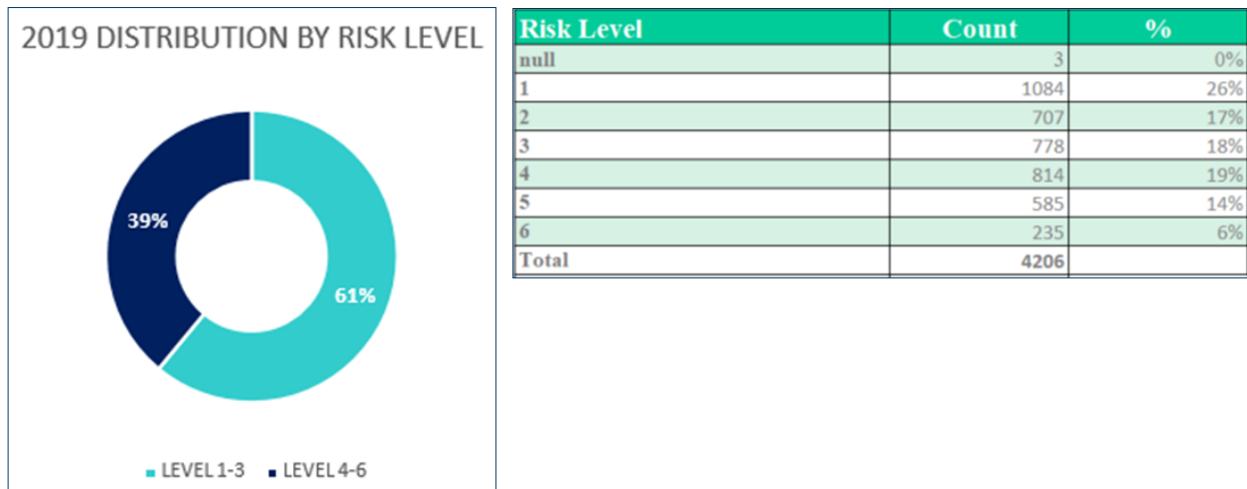 2019 DISTRIBUTION BY RISK LEVEL
39%
61%
LEVEL 1-3 LEVEL 4-6
Risk Level Count %
null 3 0%
1 1084 26%
2 707 17%
3 778 18%
4 814 19%
5 585 14%
6 235 6%
Total 4206